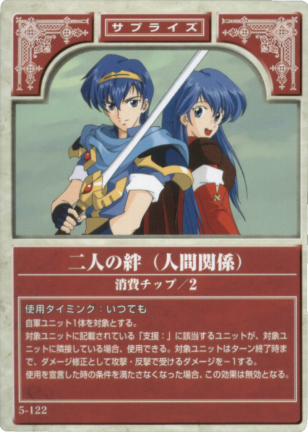 サプライズ
二人の絆(人間関係)
消費チップ/2
使用タイミング:いつでも
自軍ユニット1体を対象とする。
対象ユニットに記載されている「支援:」に該当するユニットが、対象ユ
ニットに隣接している場合、使用できる。対象ユニットはターン終了時ま
で、ダメージ修正として攻撃・反撃で受けるダメージを-1する。
使用を宣言した時の条件を満たさなくなった場合、この効果は無効となる。
5-122